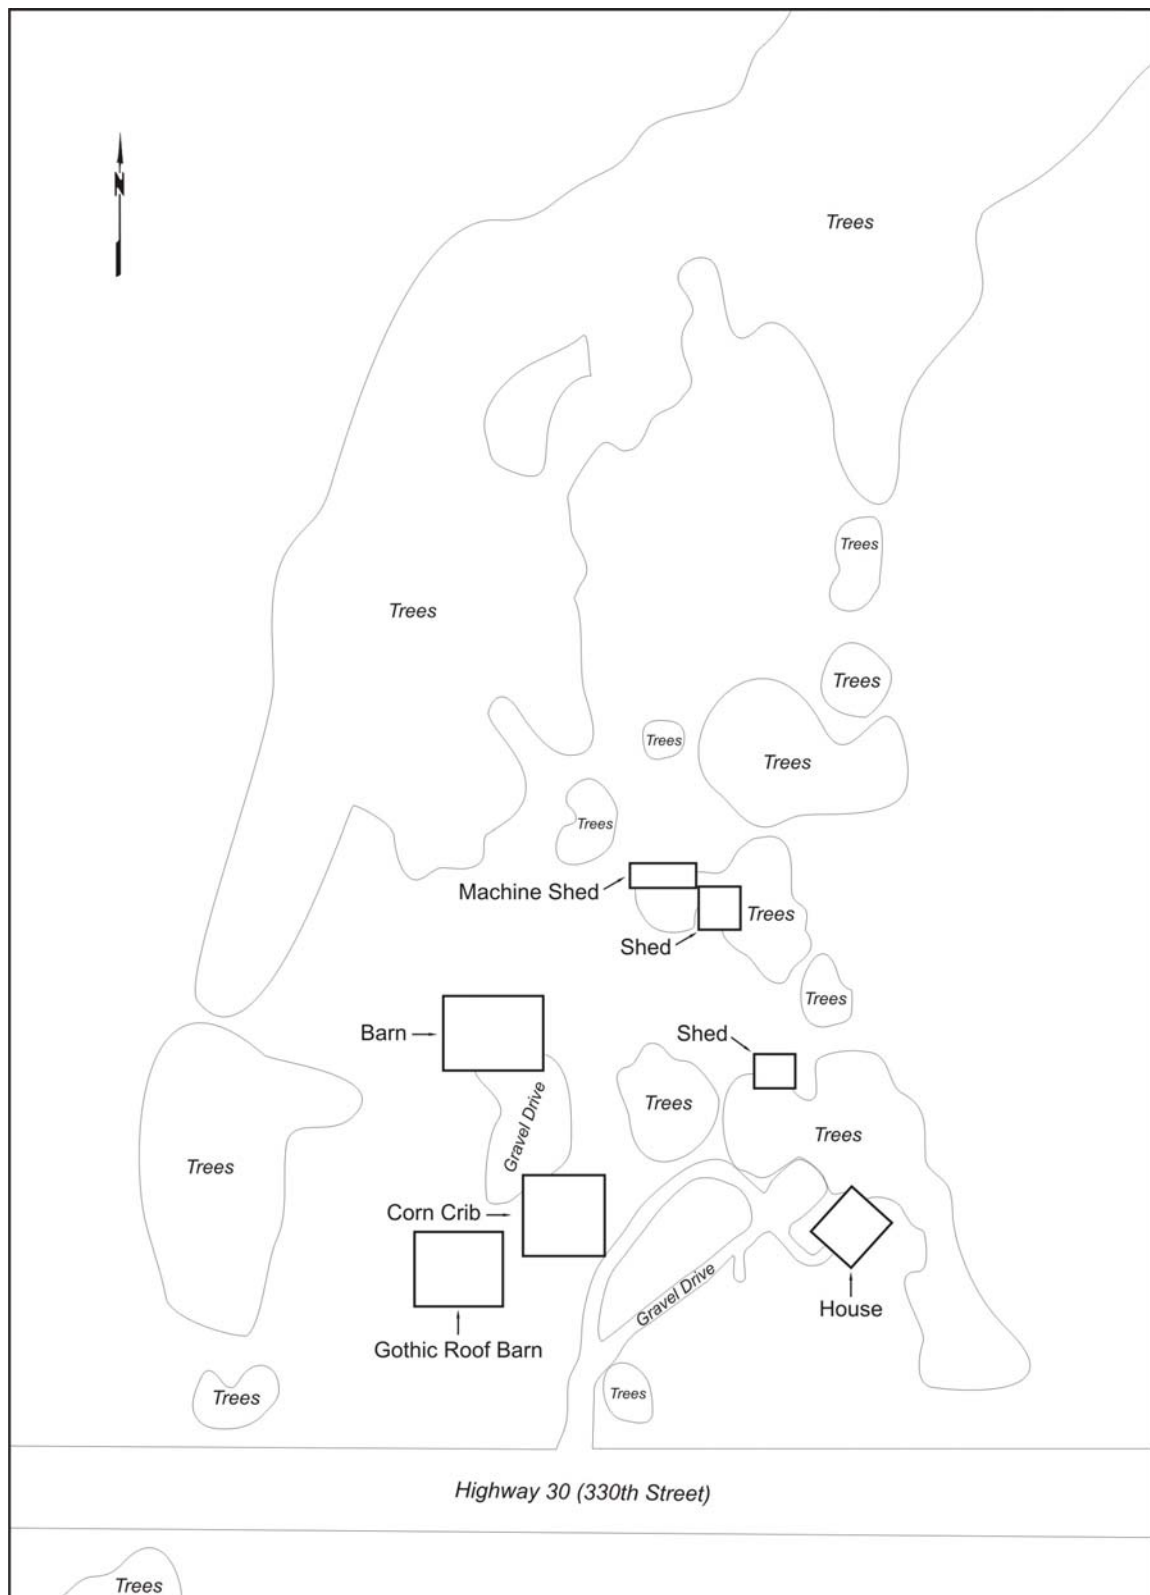 N
Trees
Trees
Trees
Trees
Trees
Trees
Trees
Machine Shed
Trees
Shed
Trees
Barn
Shed
Trees
Gravel Drive
Trees
Trees
Corn Crib
Gravel Drive
House
Gothic Roof Barn
Trees
Trees
Highway 30 (330th Street)
Trees